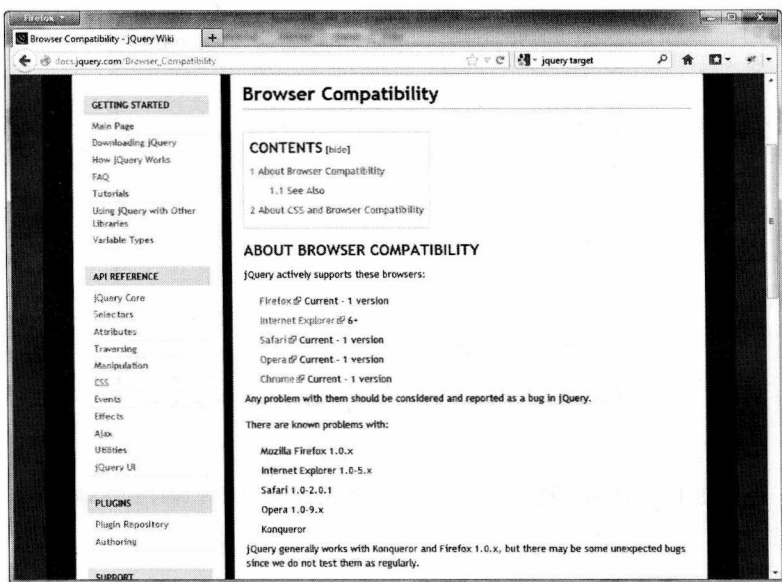 Firefox
Browser Compatibility - jQuery Wiki
+
docs.jquery.com/Browser_Compatibility
jquery target
GETTING STARTED
Main Page
Downloading jQuery
How jQuery Works
FAQ
Tutorials
Using jQuery with Other
Libraries
Variable Types
API REFERENCE
jQuery Core
Selectors
Attributes
Traversing
Manipulation
CSS
Events
Effects
Ajax
Utilities
jQuery UI
PLUGINS
Plugin Repository
Authoring
SUPPORT
Browser Compatibility
CONTENTS [hide]
1 About Browser Compatibility
1.1 See Also
2 About CSS and Browser Compatibility
ABOUT BROWSER COMPATIBILITY
jQuery actively supports these browsers:
Firefox Current - 1 version
Internet Explorer 6+
Safari Current - 1 version
Opera Current - 1 version
Chrome Current - 1 version
Any problem with them should be considered and reported as a bug in jQuery.
There are known problems with:
Mozilla Firefox 1.0.x
Internet Explorer 1.0-5.x
Safari 1.0-2.0.1
Opera 1.0-9.x
Konqueror
jQuery generally works with Konqueror and Firefox 1.0.x, but there may be some unexpected bugs
since we do not test them as regularly.